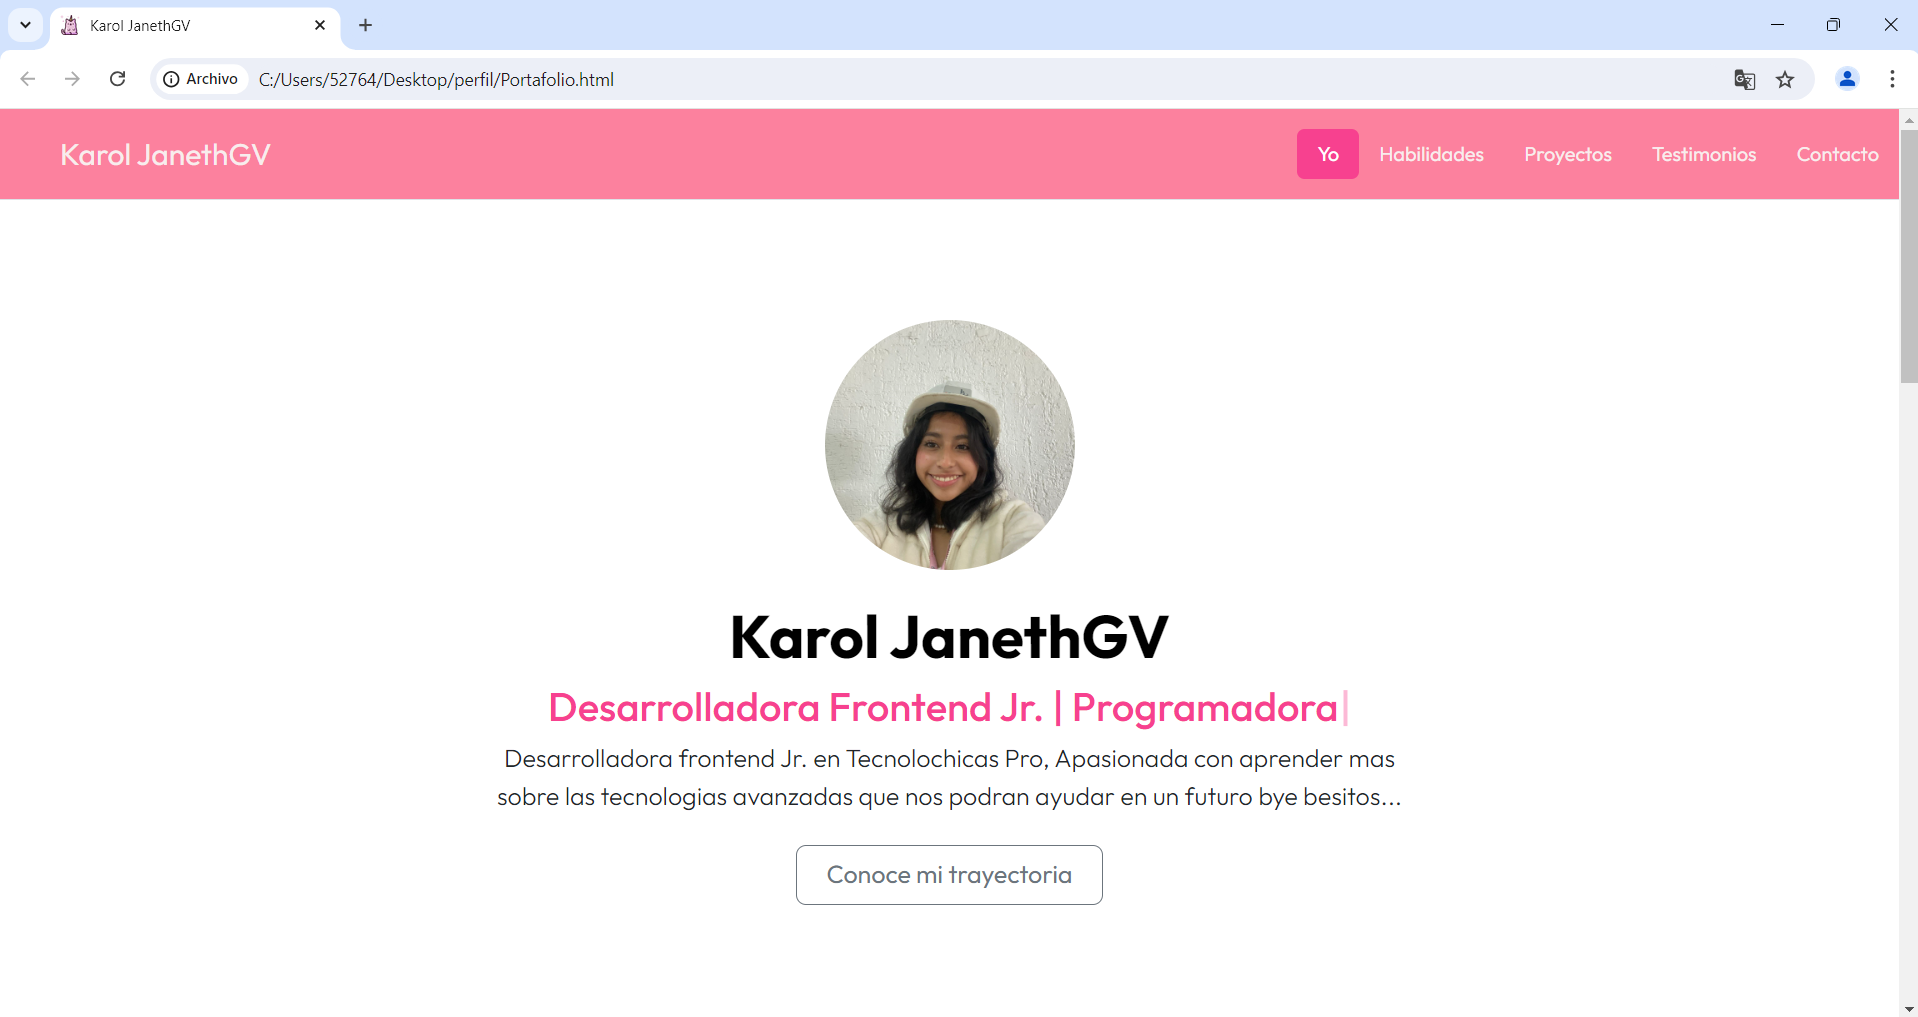 Karol JanethGV
Archivo C:/Users/52764/Desktop/perfil/Portafolio.html
Karol JanethGV Yo Habilidades Proyectos Testimonios Contacto
Karol JanethGV
Desarrolladora Frontend Jr. | Programadora|
Desarrolladora frontend Jr. en Tecnolochicas Pro, Apasionada con aprender mas
sobre las tecnologias avanzadas que nos podran ayudar en un futuro bye besitos...
Conoce mi trayectoria